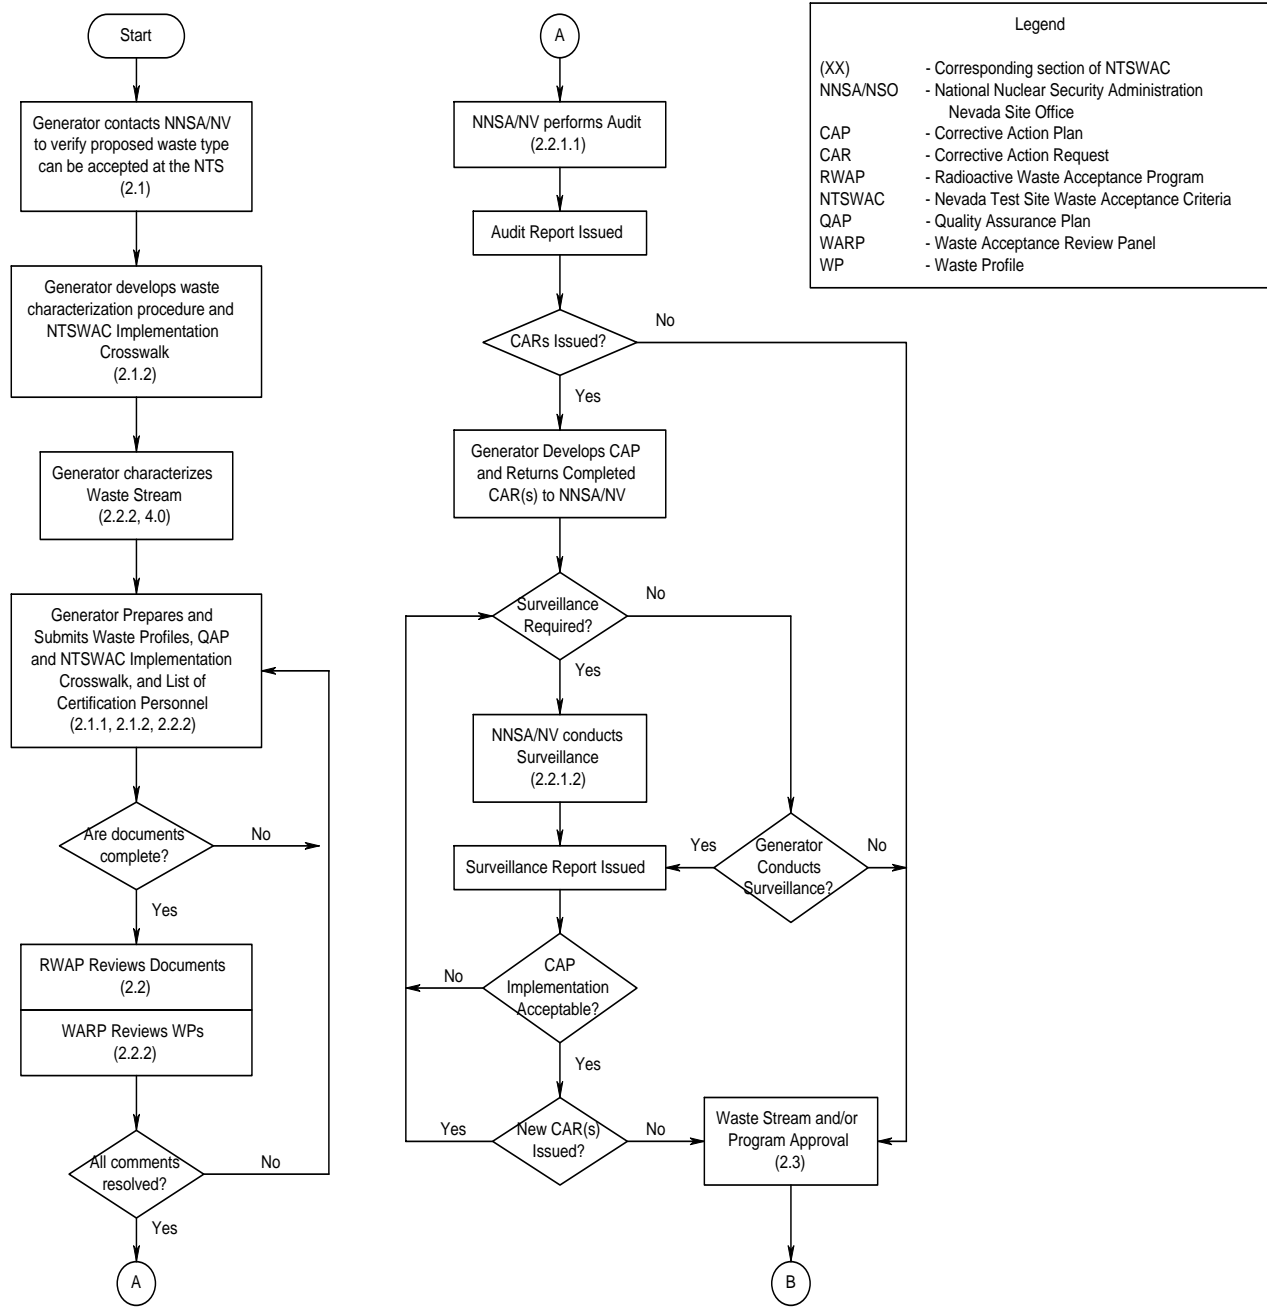 Start
Generator contacts NNSA/NV
to verify proposed waste type
can be accepted at the NTS
(2.1)
Generator develops waste
characterization procedure and
NTSWAC Implementation
Crosswalk
(2.1.2)
Generator characterizes
Waste Stream
(2.2.2, 4.0)
Generator Prepares and
Submits Waste Profiles, QAP
and NTSWAC Implementation
Crosswalk, and List of
Certification Personnel
(2.1.1, 2.1.2, 2.2.2)
Are documents
complete?
No
Yes
RWAP Reviews Documents
(2.2)
WARP Reviews WPs
(2.2.2)
All comments
resolved?
No
Yes
A
A
NNSA/NV performs Audit
(2.2.1.1)
Audit Report Issued
CARs Issued?
No
Yes
Generator Develops CAP
and Returns Completed
CAR(s) to NNSA/NV
Surveillance
Required?
No
Yes
NNSA/NV conducts
Surveillance
(2.2.1.2)
Surveillance Report Issued
Yes
Generator
Conducts
Surveillance?
No
CAP
Implementation
Acceptable?
No
Yes
New CAR(s)
Issued?
Yes
No
Waste Stream and/or
Program Approval
(2.3)
B
Legend
(XX) - Corresponding section of NTSWAC
NNSA/NSO - National Nuclear Security Administration
Nevada Site Office
CAP - Corrective Action Plan
CAR - Corrective Action Request
RWAP - Radioactive Waste Acceptance Program
NTSWAC - Nevada Test Site Waste Acceptance Criteria
QAP - Quality Assurance Plan
WARP - Waste Acceptance Review Panel
WP - Waste Profile